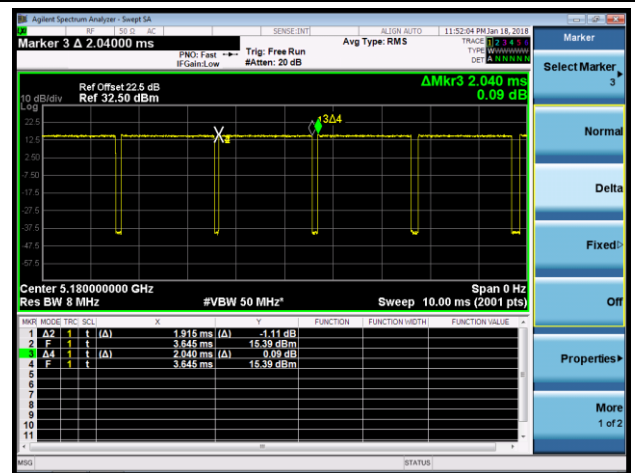 Agilent Spectrum Analyzer - Swept SA
RF 50 Ω AC SENSE:INT ALIGN AUTO 11:52:04 PM Jan 18, 2018
Marker 3 Δ 2.04000 ms
PNO: Fast
IFGain:Low
Trig: Free Run
#Atten: 20 dB
Avg Type: RMS
TRACE 1 2 3 4 5 6
TYPE WWWWWW
DET A N N N N N
ΔMkr3 2.040 ms
0.09 dB
Ref Offset 22.5 dB
Ref 32.50 dBm
10 dB/div
Log
22.5
12.5
2.50
-7.50
-17.5
-27.5
-37.5
-47.5
-57.5
3Δ4
Center 5.180000000 GHz
Span 0 Hz
Res BW 8 MHz
#VBW 50 MHz*
Sweep 10.00 ms (2001 pts)
MKR MODE TRC SCL X Y FUNCTION FUNCTION WIDTH FUNCTION VALUE
1 Δ2 1 t (Δ) 1.915 ms (Δ) -1.11 dB
2 F 1 t 3.645 ms 15.39 dBm
3 Δ4 1 t (Δ) 2.040 ms (Δ) 0.09 dB
4 F 1 t 3.645 ms 15.39 dBm
5
6
7
8
9
10
11
MSG
STATUS
Marker
Select Marker
3
Normal
Delta
Fixed
Off
Properties
More
1 of 2